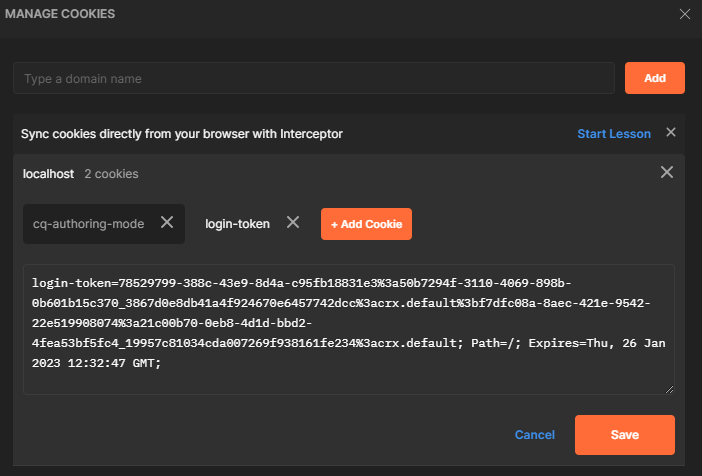 MANAGE COOKIES
Type a domain name
Add
Sync cookies directly from your browser with Interceptor
Start Lesson
localhost 2 cookies
cq-authoring-mode
login-token
+ Add Cookie
login-token=78529799-388c-43e9-8d4a-c95fb18831e3%3a50b7294f-3110-4069-898b-
0b601b15c370_3867d0e8db41a4f924670e6457742dcc%3acrx.default%3bf7dfc08a-8aec-421e-9542-
22e519908074%3a21c00b70-0eb8-4d1d-bbd2-
4fea53bf5fc4_19957c81034cda007269f938161fe234%3acrx.default; Path=/; Expires=Thu, 26 Jan
2023 12:32:47 GMT;
Cancel
Save